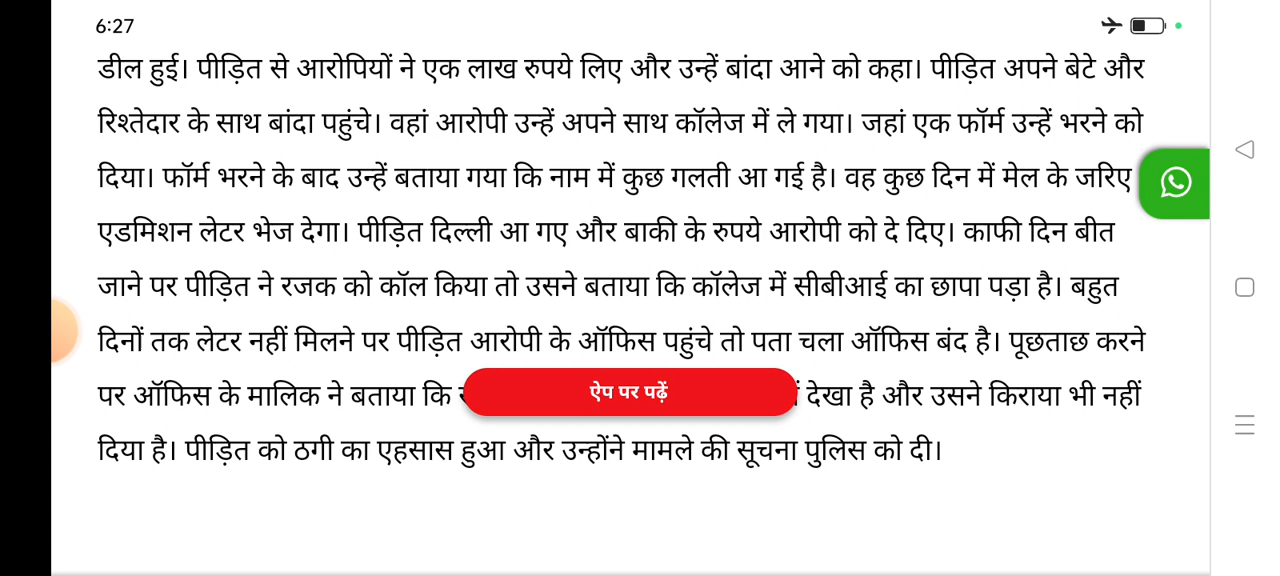 6:27
डील हुई। पीड़ित से आरोपियों ने एक लाख रुपये लिए और उन्हें बांदा आने को कहा। पीड़ित अपने बेटे और
रिश्तेदार के साथ बांदा पहुंचे। वहां आरोपी उन्हें अपने साथ कॉलेज में ले गया। जहां एक फॉर्म उन्हें भरने को
दिया। फॉर्म भरने के बाद उन्हें बताया गया कि नाम में कुछ गलती आ गई है। वह कुछ दिन में मेल के जरिए
एडमिशन लेटर भेज देगा। पीड़ित दिल्ली आ गए और बाकी के रुपये आरोपी को दे दिए। काफी दिन बीत
जाने पर पीड़ित ने रजक को कॉल किया तो उसने बताया कि कॉलेज में सीबीआई का छापा पड़ा है। बहुत
दिनों तक लेटर नहीं मिलने पर पीड़ित आरोपी के ऑफिस पहुंचे तो पता चला ऑफिस बंद है। पूछताछ करने
पर ऑफिस के मालिक ने बताया कि ऐप पर पढ़ें देखा है और उसने किराया भी नहीं
दिया है। पीड़ित को ठगी का एहसास हुआ और उन्होंने मामले की सूचना पुलिस को दी।